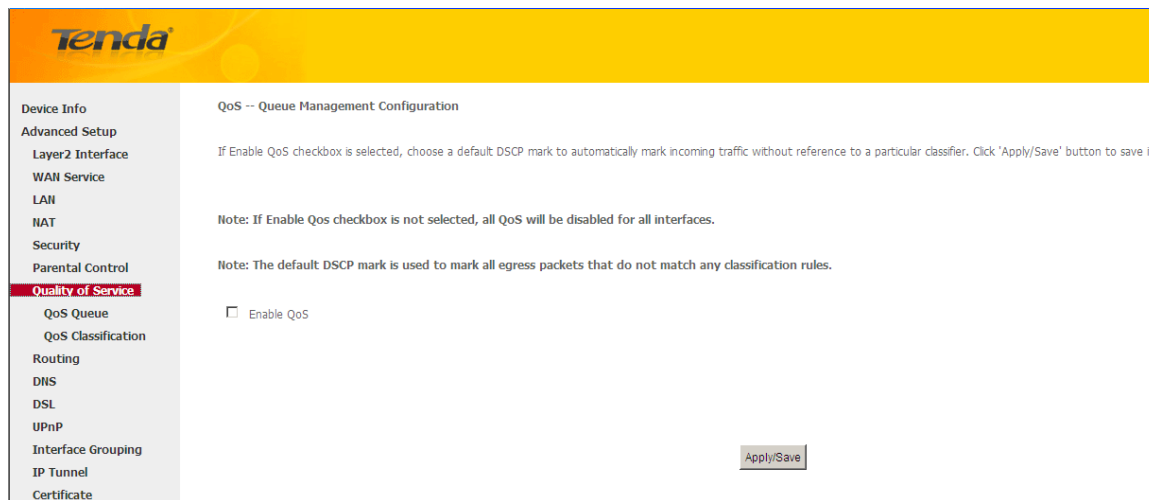 Tenda®
Device Info
Advanced Setup
Layer2 Interface
WAN Service
LAN
NAT
Security
Parental Control
Quality of Service
QoS Queue
QoS Classification
Routing
DNS
DSL
UPnP
Interface Grouping
IP Tunnel
Certificate
QoS -- Queue Management Configuration
If Enable QoS checkbox is selected, choose a default DSCP mark to automatically mark incoming traffic without reference to a particular classifier. Click 'Apply/Save' button to save i
Note: If Enable Qos checkbox is not selected, all QoS will be disabled for all interfaces.
Note: The default DSCP mark is used to mark all egress packets that do not match any classification rules.
Enable QoS
Apply/Save